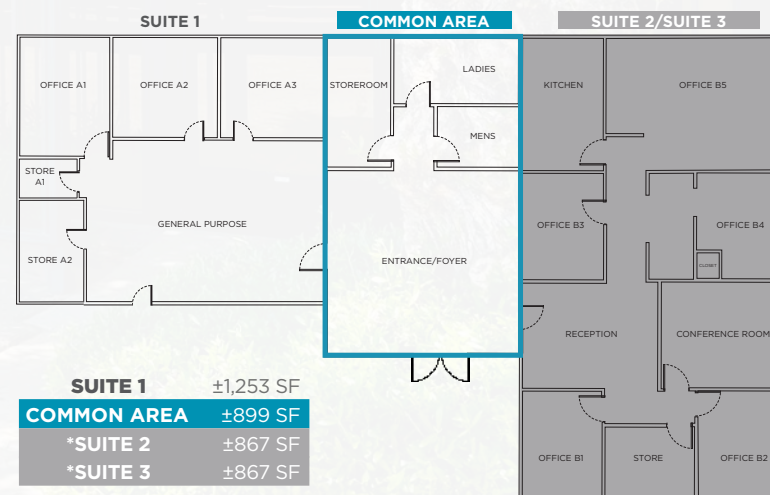 SUITE 1
COMMON AREA
SUITE 2/SUITE 3
OFFICE A1
OFFICE A2
OFFICE A3
STOREROOM
LADIES
KITCHEN
OFFICE B5
MENS
STORE
A1
GENERAL PURPOSE
OFFICE B3
OFFICE B4
STORE A2
ENTRANCE/FOYER
CLOSET
RECEPTION
CONFERENCE ROOM
SUITE 1 ±1,253 SF
COMMON AREA ±899 SF
*SUITE 2 ±867 SF
*SUITE 3 ±867 SF
OFFICE B1
STORE
OFFICE B2